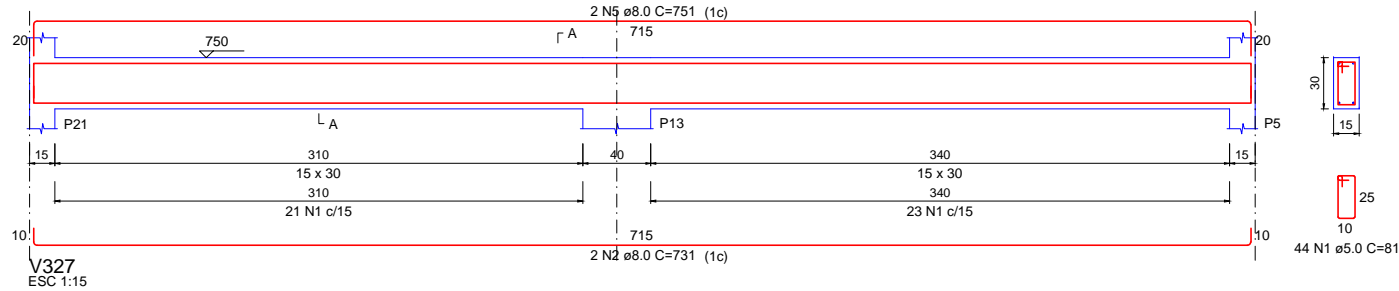 2 N5 ø8.0 C=751 (1c)
715
A
20
20
750
P21
A
P13
P5
30
15
15
310
40
340
15
15 x 30
15 x 30
310
340
21 N1 c/15
23 N1 c/15
25
10
44 N1 ø5.0 C=81
10
715
10
2 N2 ø8.0 C=731 (1c)
V327
ESC 1:15